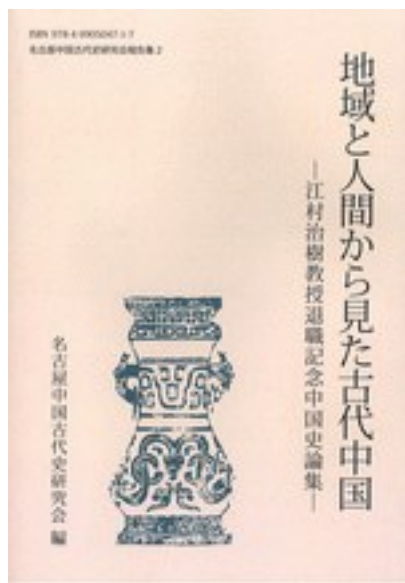 名古屋中国古代史研究会報告集 2
地域と人間から見た古代中国
―江村治樹教授退職記念中国史論集―
名古屋中国古代史研究会 編